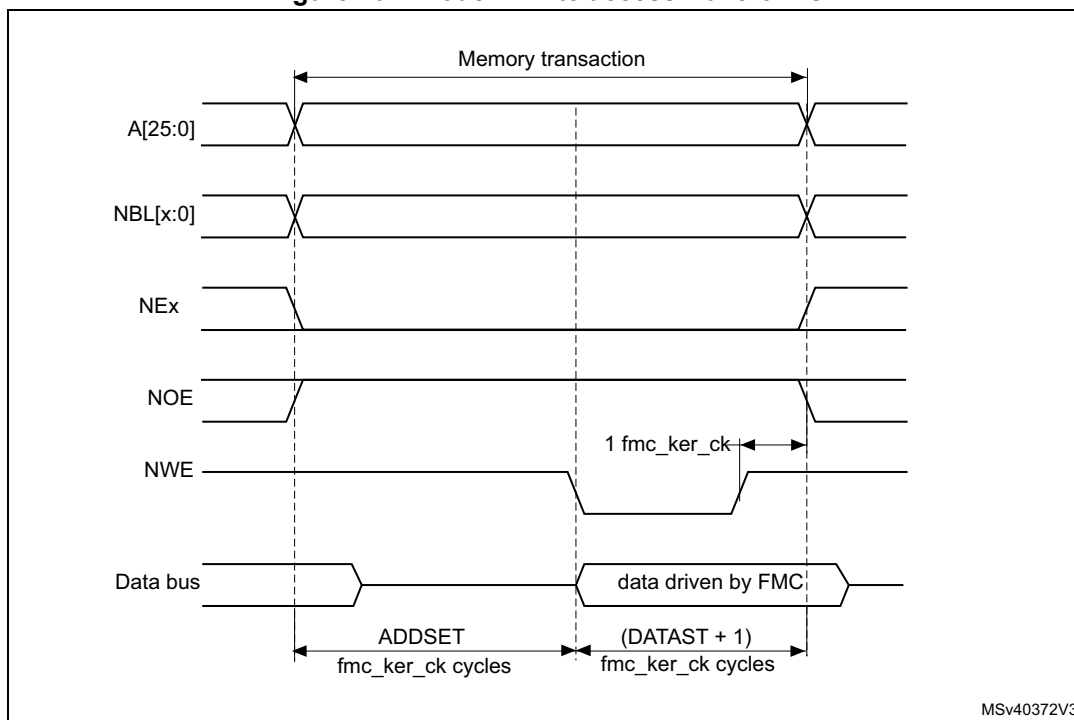 Memory transaction
A[25:0]
NBL[x:0]
NEx
NOE
1 fmc_ker_ck
NWE
Data bus
data driven by FMC
ADDSET
fmc_ker_ck cycles
(DATAST + 1)
fmc_ker_ck cycles
MSv40372V3